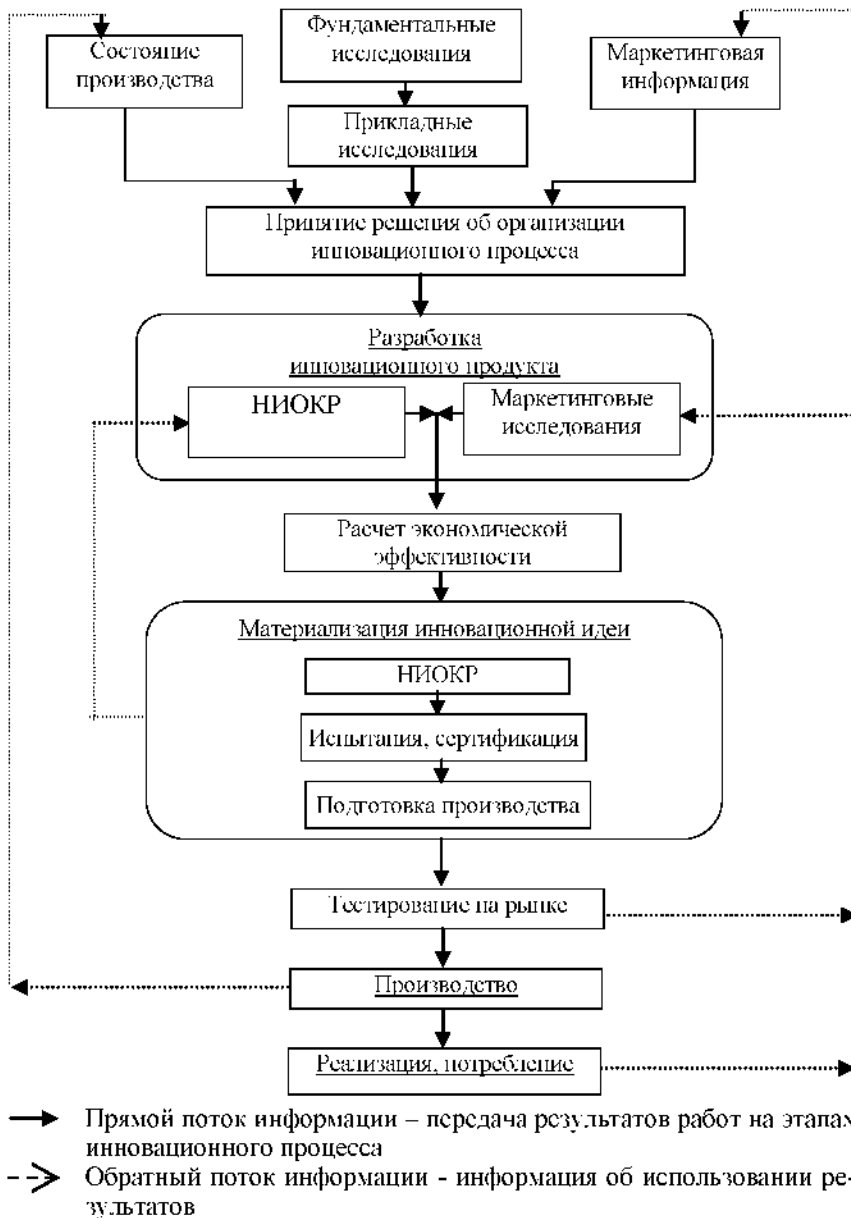 Фундаментальные
исследования
Состояние
производства
Маркетинговая
информация
Прикладные
исследования
Принятие решения об организации
инновационного процесса
Разработка
инновационного продукта
НИОКР
Маркетинговые
исследования
Расчет экономической
эффективности
Материализация инновационной идеи
НИОКР
Испытания, сертификация
Подготовка производства
Тестирование на рынке
Производство
Реализация, потребление
Прямой поток информации – передача результатов работ на этапах
инновационного процесса
Обратный поток информации - информация об использовании ре-
зультатов